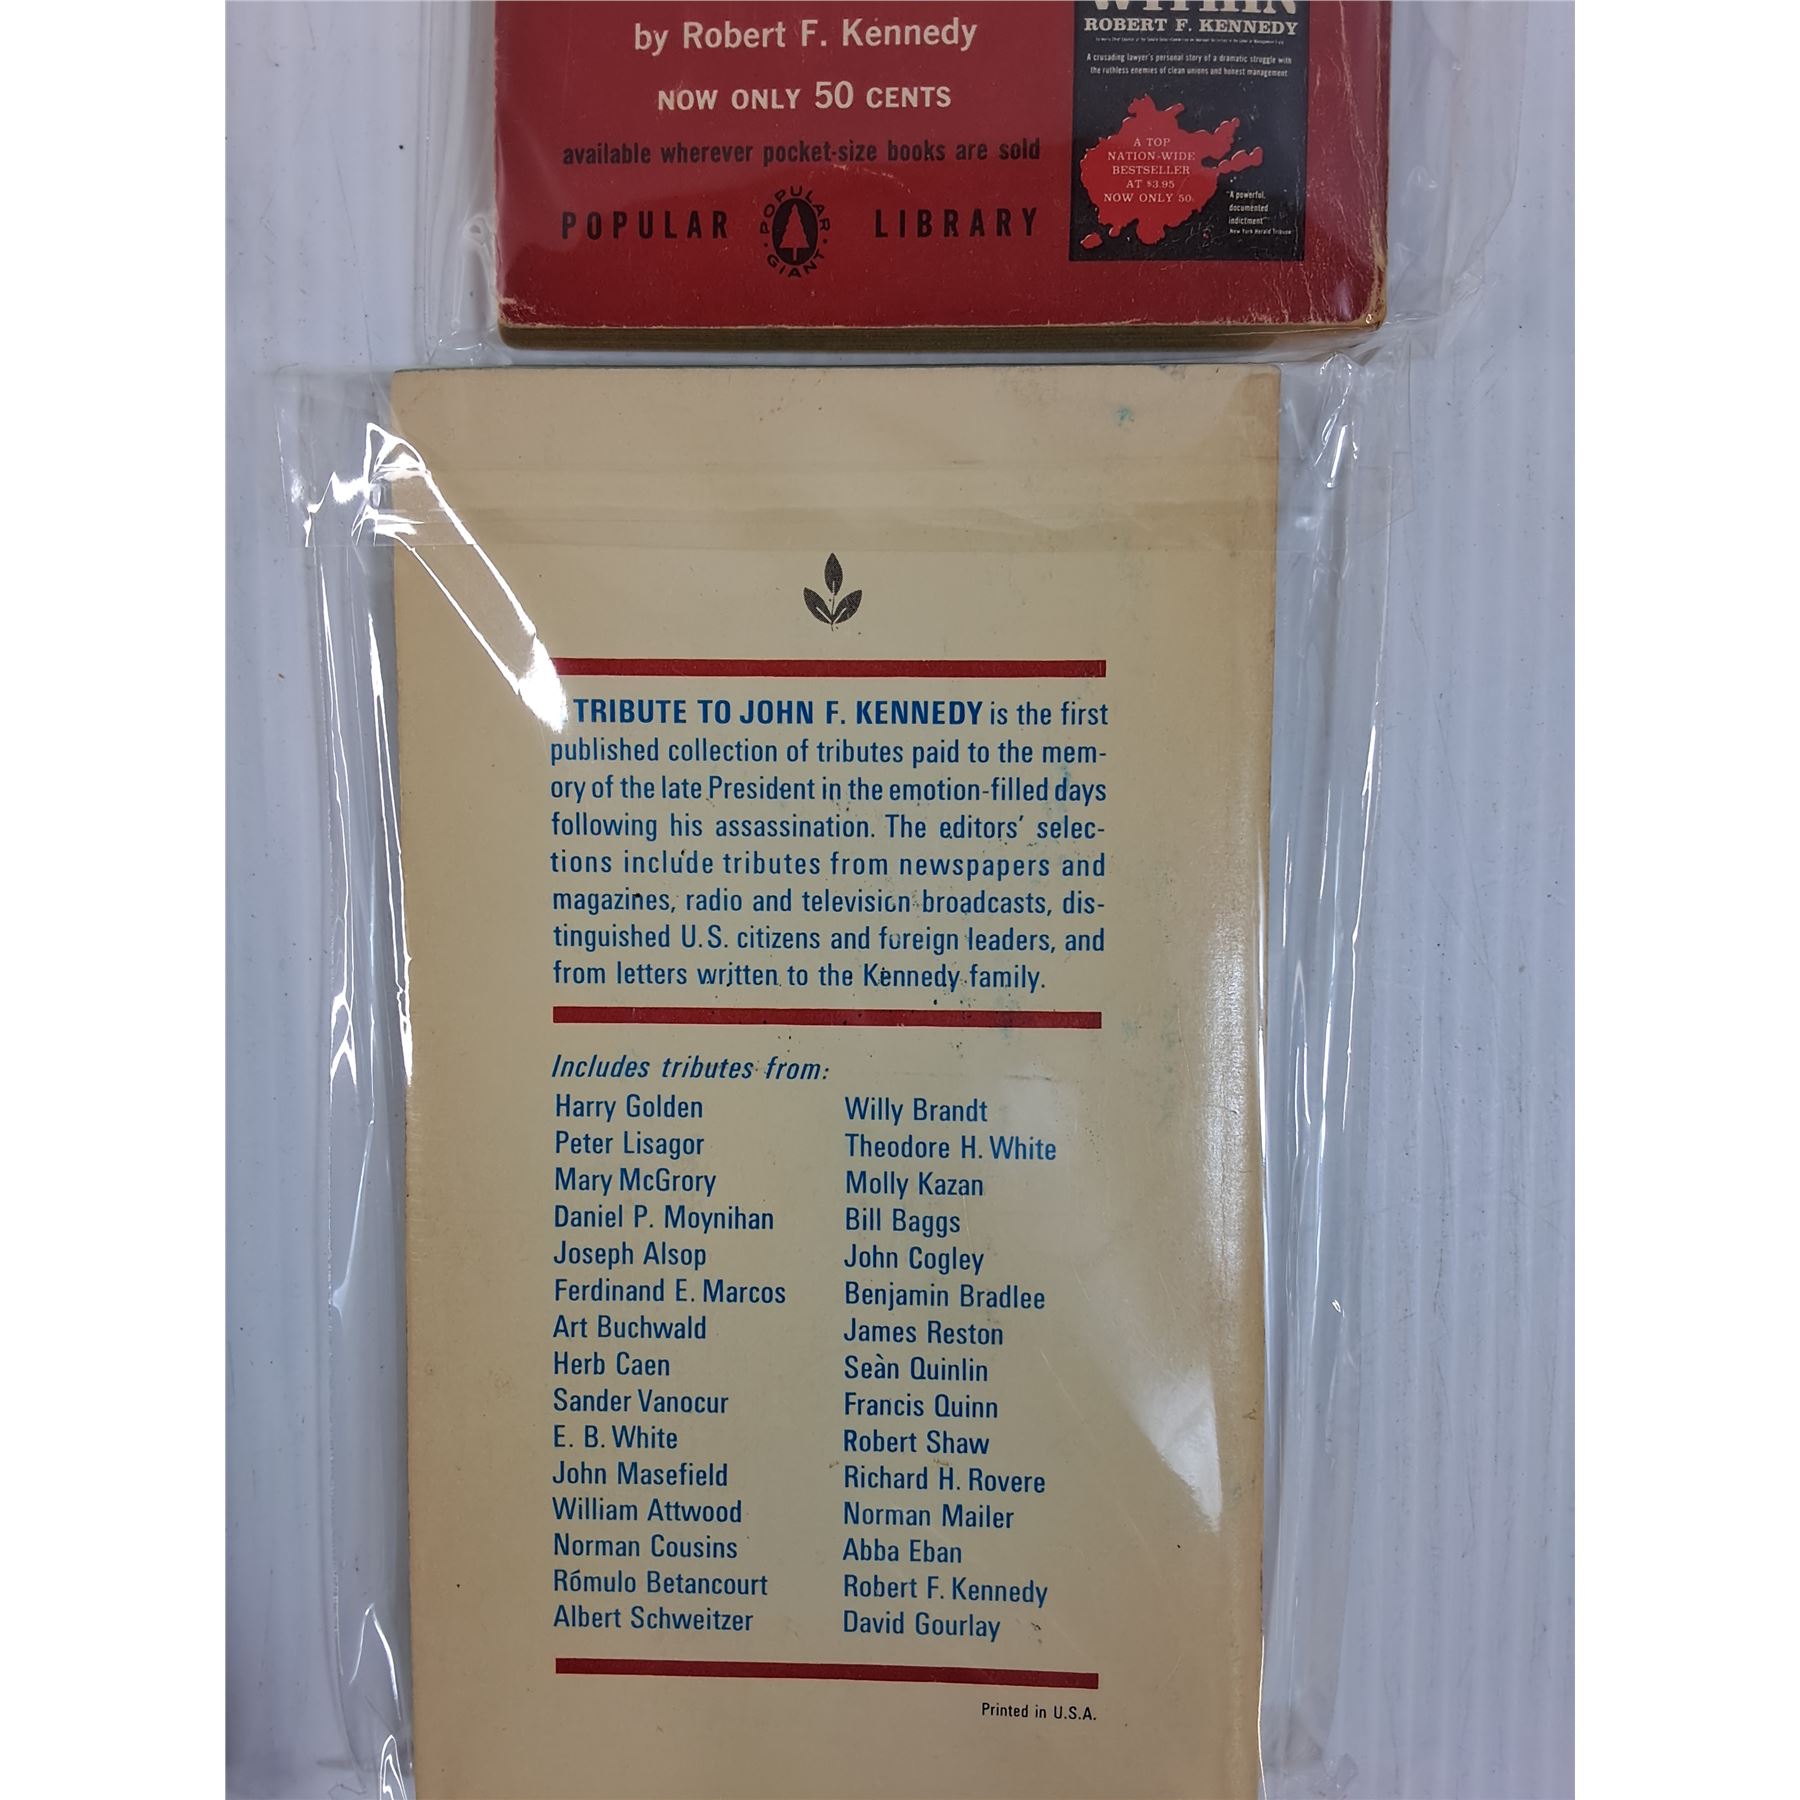 by Robert F. Kennedy
NOW ONLY 50 CENTS
available wherever pocket-size books are sold
POPULAR LIBRARY
POPULAR GIANT
WITHIN
ROBERT F. KENNEDY
A crusading lawyer's personal story of a dramatic struggle with
the ruthless enemies of clean unions and honest management
A TOP
NATION-WIDE
BESTSELLER
AT $3.95
NOW ONLY 50¢
"A powerful,
documented
indictment"
New York Herald Tribune
TRIBUTE TO JOHN F. KENNEDY is the first
published collection of tributes paid to the mem-
ory of the late President in the emotion-filled days
following his assassination. The editors' selec-
tions include tributes from newspapers and
magazines, radio and television broadcasts, dis-
tinguished U.S. citizens and foreign leaders, and
from letters written to the Kennedy family.
Includes tributes from:
Harry Golden
Peter Lisagor
Mary McGrory
Daniel P. Moynihan
Joseph Alsop
Ferdinand E. Marcos
Art Buchwald
Herb Caen
Sander Vanocur
E. B. White
John Masefield
William Attwood
Norman Cousins
Rómulo Betancourt
Albert Schweitzer
Willy Brandt
Theodore H. White
Molly Kazan
Bill Baggs
John Cogley
Benjamin Bradlee
James Reston
Seàn Quinlin
Francis Quinn
Robert Shaw
Richard H. Rovere
Norman Mailer
Abba Eban
Robert F. Kennedy
David Gourlay
Printed in U.S.A.